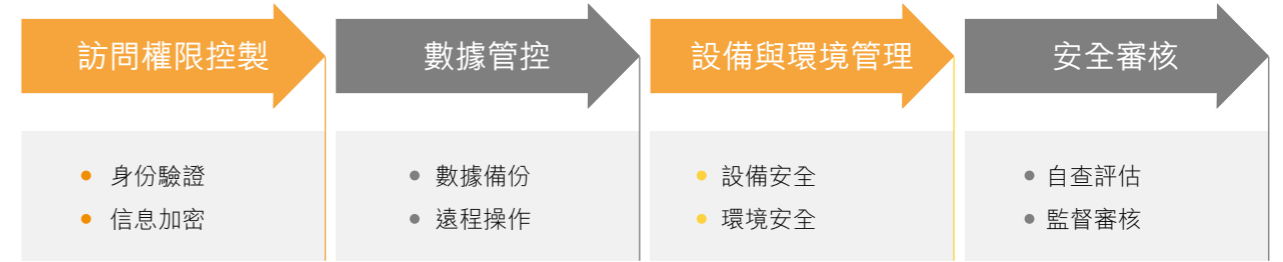 訪問權限控製
數據管控
設備與環境管理
安全審核
身份驗證
信息加密
數據備份
遠程操作
設備安全
環境安全
自查評估
監督審核